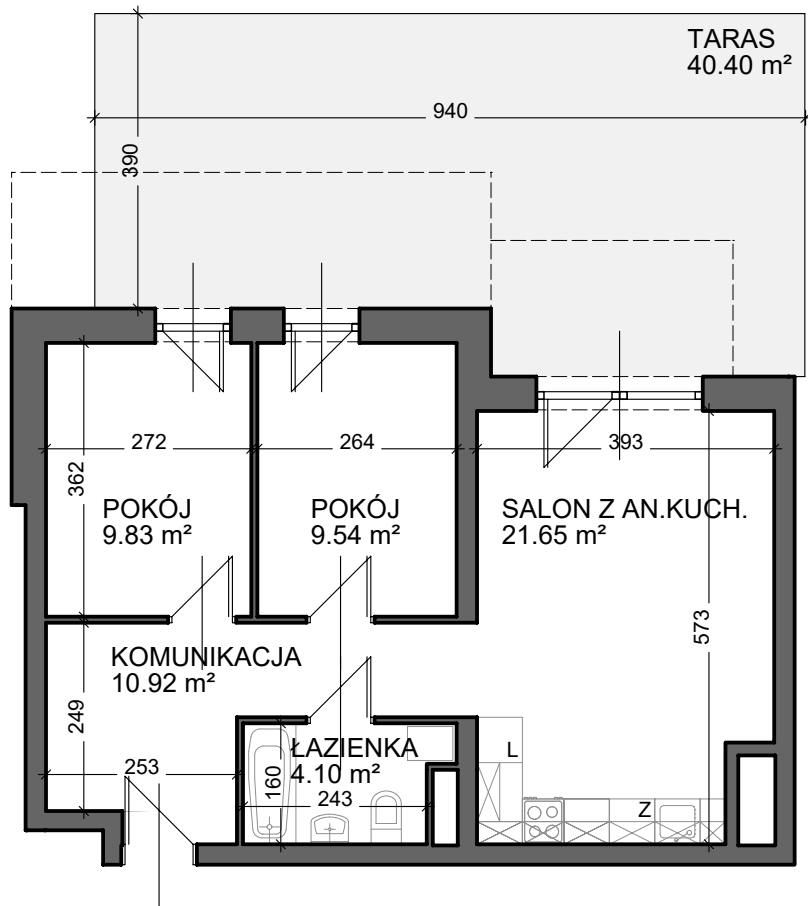 TARAS
40.40 m²
940
390
272
264
393
362
POKÓJ
9.83 m²
POKÓJ
9.54 m²
SALON Z AN.KUCH.
21.65 m²
573
KOMUNIKACJA
10.92 m²
249
253
ŁAZIENKA
4.10 m²
160
243
L
Z